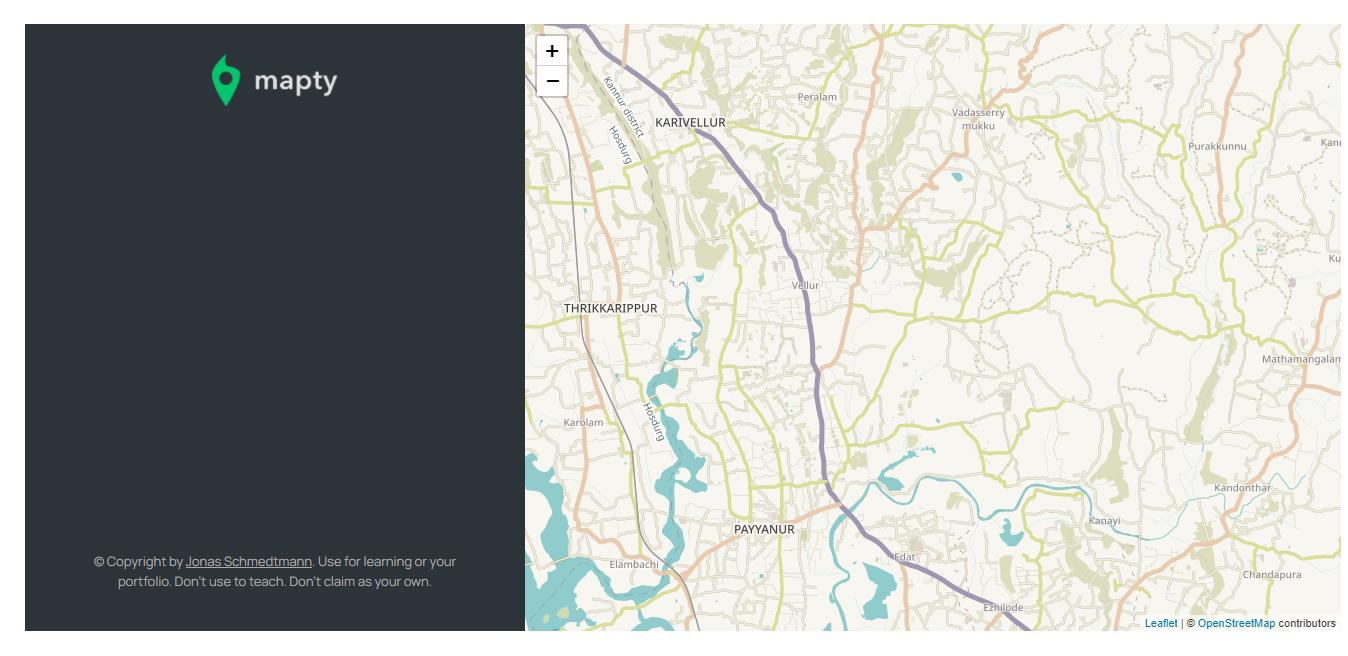 mapty
© Copyright by Jonas Schmedtmann. Use for learning or your
portfolio. Don't use to teach. Don't claim as your own.
+
−
Kannur district
Hosdurg
KARIVELLUR
Peralam
Vadasserry
mukku
Purakkunnu
Kann
Ku
Vellur
THRIKKARIPPUR
Mathamangalam
Hosdurg
Karolam
Kandonthar
Kanayi
PAYYANUR
Edat
Elambachi
Chandapura
Ezhilode
Leaflet | © OpenStreetMap contributors